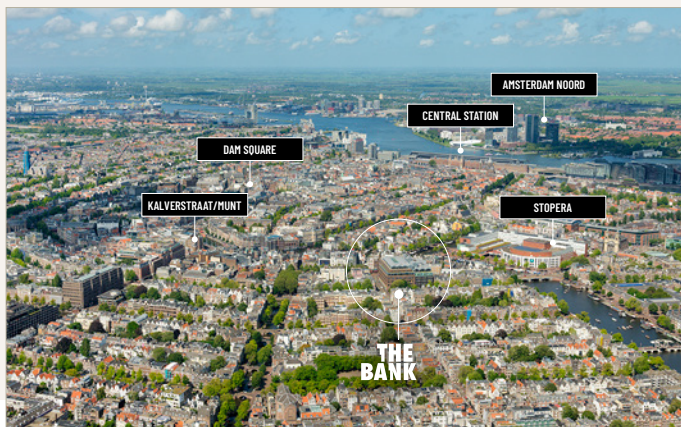 AMSTERDAM NOORD
CENTRAL STATION
DAM SQUARE
KALVERSTRAAT/MUNT
STOPERA
THE
BANK